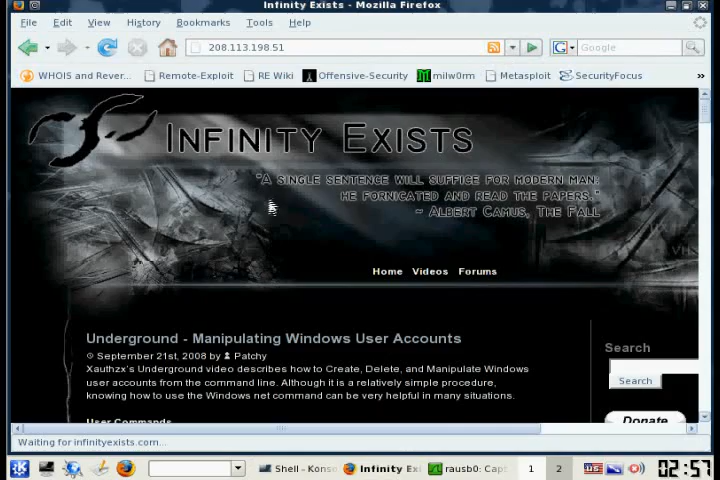 Infinity Exists - Mozilla Firefox
File Edit View History Bookmarks Tools Help
208.113.198.51
Google
WHOIS and Rever... Remote-Exploit RE Wiki Offensive-Security milw0rm Metasploit SecurityFocus »
INFINITY EXISTS
"A SINGLE SENTENCE WILL SUFFICE FOR MODERN MAN:
HE FORNICATED AND READ THE PAPERS."
~ ALBERT CAMUS, THE FALL
Home Videos Forums
Underground - Manipulating Windows User Accounts
September 21st, 2008 by Patchy
Xauthzx's Underground video describes how to Create, Delete, and Manipulate Windows
user accounts from the command line. Although it is a relatively simple procedure,
knowing how to use the Windows net command can be very helpful in many situations.
User Commands
Search
Search
Donate
Waiting for infinityexists.com...
Shell - Konso Infinity Exi rausb0: Capt 1 2 US 02:57